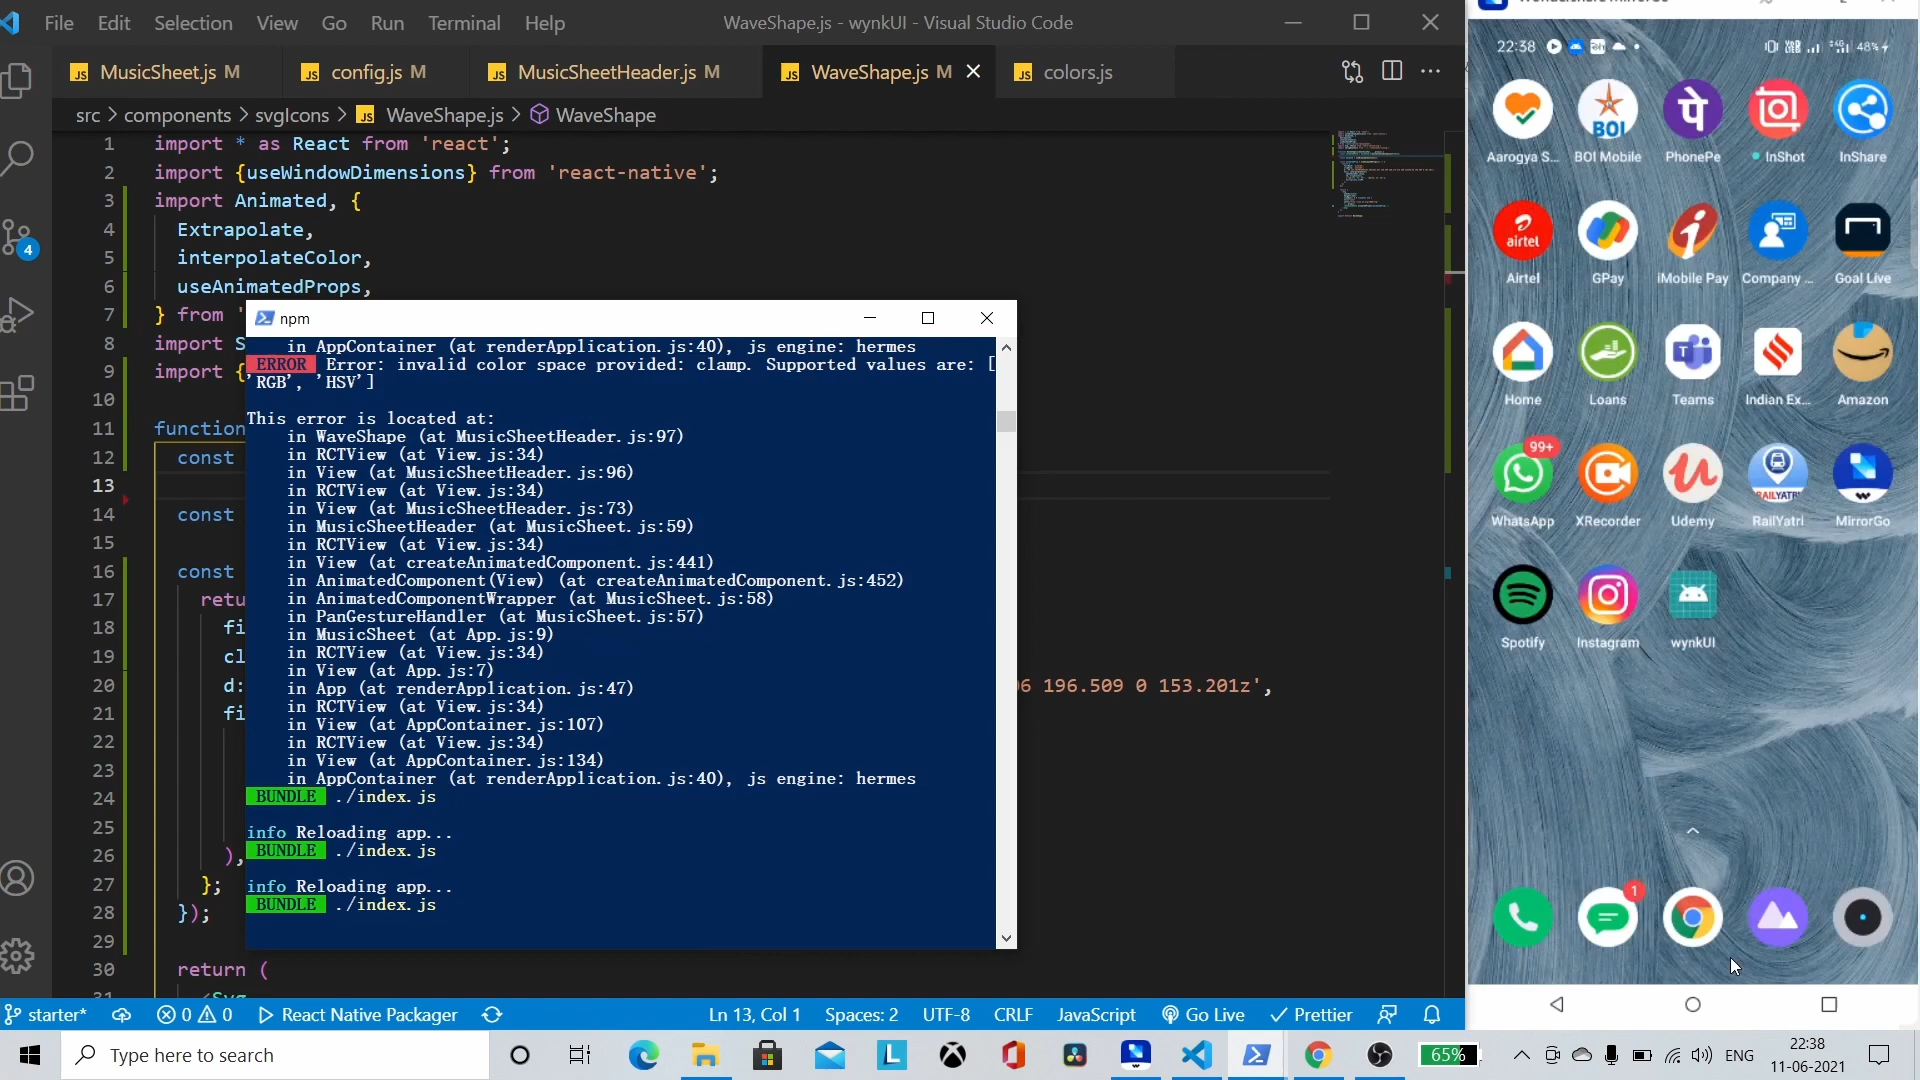 File Edit Selection View Go Run Terminal Help
WaveShape.js - wynkUI - Visual Studio Code
MusicSheet.js M
config.js M
MusicSheetHeader.js M
WaveShape.js M
colors.js
src > components > svgIcons > WaveShape.js > WaveShape
1 import * as React from 'react';
2 import {useWindowDimensions} from 'react-native';
3 import Animated, {
4 Extrapolate,
5 interpolateColor,
6 useAnimatedProps,
7 } from '
8 import S
9 import {
10
11 function
12 const
13
14 const
15
16 const
17 retu
18 fi
19 cl
20 d: 06 196.509 0 153.201z',
21 fi
22
23
24
25
26 ),
27 };
28 });
29
30 return (
31 <Svg
npm
in AppContainer (at renderApplication.js:40), js engine: hermes
ERROR Error: invalid color space provided: clamp. Supported values are: [
'RGB', 'HSV']
This error is located at:
in WaveShape (at MusicSheetHeader.js:97)
in RCTView (at View.js:34)
in View (at MusicSheetHeader.js:96)
in RCTView (at View.js:34)
in View (at MusicSheetHeader.js:73)
in MusicSheetHeader (at MusicSheet.js:59)
in RCTView (at View.js:34)
in View (at createAnimatedComponent.js:441)
in AnimatedComponent(View) (at createAnimatedComponent.js:452)
in AnimatedComponentWrapper (at MusicSheet.js:58)
in PanGestureHandler (at MusicSheet.js:57)
in MusicSheet (at App.js:9)
in RCTView (at View.js:34)
in View (at App.js:7)
in App (at renderApplication.js:47)
in RCTView (at View.js:34)
in View (at AppContainer.js:107)
in RCTView (at View.js:34)
in View (at AppContainer.js:134)
in AppContainer (at renderApplication.js:40), js engine: hermes
BUNDLE ./index.js
info Reloading app...
BUNDLE ./index.js
info Reloading app...
BUNDLE ./index.js
4
starter*
0 0
React Native Packager
Ln 13, Col 1
Spaces: 2
UTF-8
CRLF
JavaScript
Go Live
Prettier
22:38
48%
BOI
airtel
Aarogya S...
BOI Mobile
PhonePe
InShot
InShare
Airtel
GPay
iMobile Pay
Company ...
Goal Live
Home
Loans
Teams
Indian Ex...
Amazon
99+
RAILYATRI
WhatsApp
XRecorder
Udemy
RailYatri
MirrorGo
Spotify
Instagram
wynkUI
1
Type here to search
65%
ENG
22:38
11-06-2021